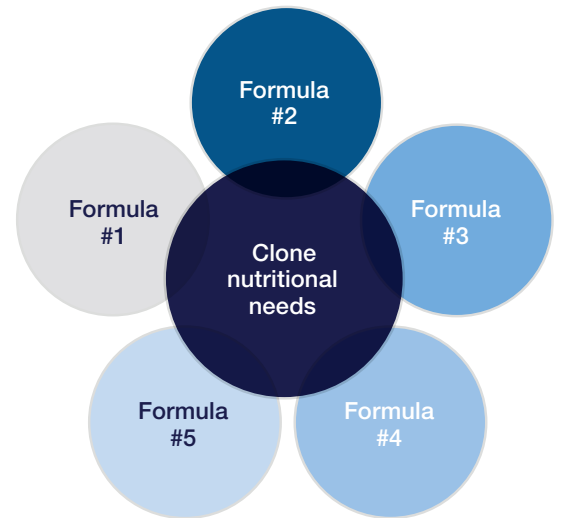 Formula
#2
Formula
#1
Formula
#3
Clone
nutritional
needs
Formula
#5
Formula
#4